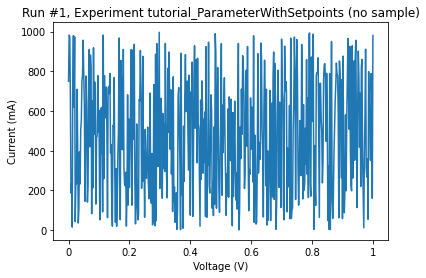 Run #1, Experiment tutorial_ParameterWithSetpoints (no sample)
1000
800
600
400
200
0
Current (mA)
0 0.2 0.4 0.6 0.8 1
Voltage (V)